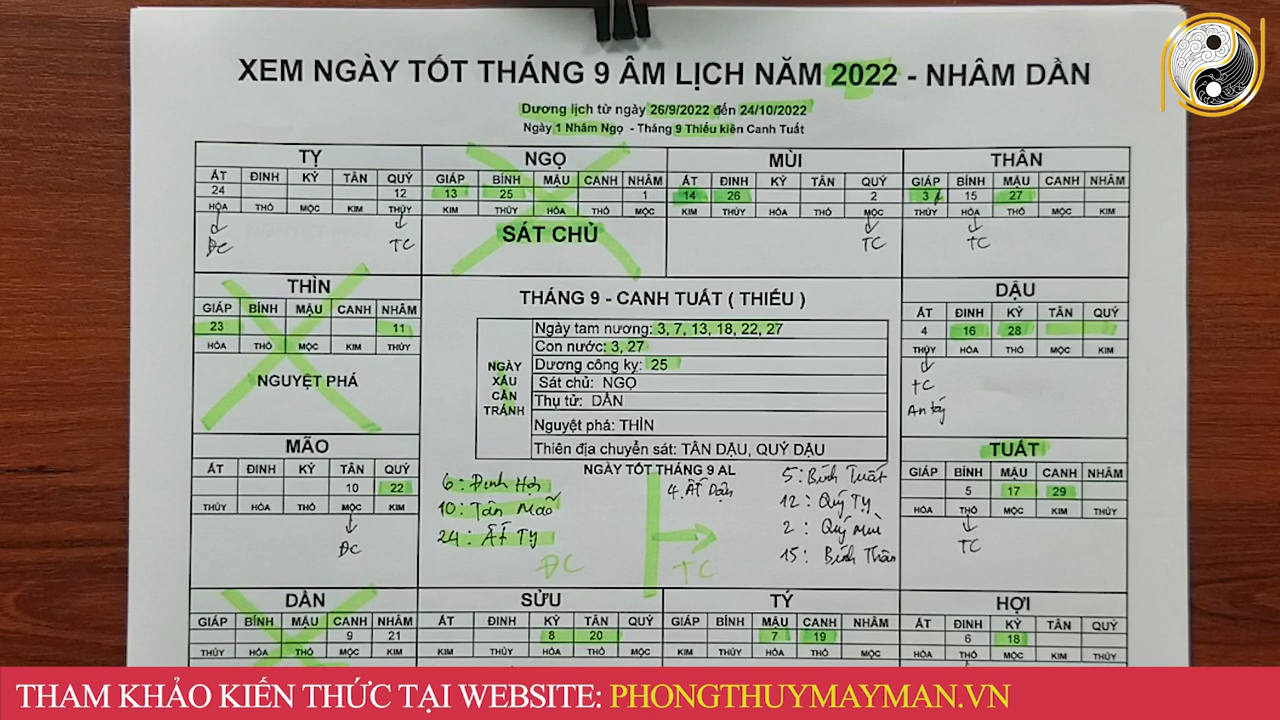 XEM NGÀY TỐT THÁNG 9 ÂM LỊCH NĂM 2022 - NHÂM DẦN
Dương lịch từ ngày 26/9/2022 đến 24/10/2022
Ngày 1 Nhâm Ngọ - Tháng 9 Thiếu kiến Canh Tuất
TỴ
ẤT ĐINH KỶ TÂN QUÝ
24 12
HỎA THỔ MỘC KIM THỦY
ĐC TC
NGỌ
GIÁP BÍNH MẬU CANH NHÂM
13 25 1
KIM THỦY HỎA THỔ MỘC
SÁT CHỦ
MÙI
ẤT ĐINH KỶ TÂN QUÝ
14 26 2
KIM THỦY HỎA THỔ MỘC
TC
THÂN
GIÁP BÍNH MẬU CANH NHÂM
3 15 27
THỦY HỎA THỔ MỘC KIM
TC
THÌN
GIÁP BÍNH MẬU CANH NHÂM
23 11
HỎA THỔ MỘC KIM THỦY
NGUYỆT PHÁ
THÁNG 9 - CANH TUẤT ( THIẾU )
NGÀY XẤU CẦN TRÁNH
Ngày tam nương: 3, 7, 13, 18, 22, 27
Con nước: 3, 27
Dương công kỵ: 25
Sát chủ: NGỌ
Thụ tử: DẦN
Nguyệt phá: THÌN
Thiên địa chuyển sát: TÂN DẬU, QUÝ DẬU
DẬU
ẤT ĐINH KỶ TÂN QUÝ
4 16 28
THỦY HỎA THỔ MỘC KIM
TC
An táng
MÃO
ẤT ĐINH KỶ TÂN QUÝ
10 22
THỦY HỎA THỔ MỘC KIM
ĐC
NGÀY TỐT THÁNG 9 AL
6: Đinh Hợi
10: Tân Mão
24: Ất Tỵ
ĐC
4. Ất Dậu
TC
5: Bính Tuất
12: Quý Tỵ
2: Quý Mùi
15: Bính Thân
TUẤT
GIÁP BÍNH MẬU CANH NHÂM
5 17 29
HỎA THỔ MỘC KIM THỦY
TC
DẦN
GIÁP BÍNH MẬU CANH NHÂM
9 21
THỦY HỎA THỔ MỘC KIM
SỬU
ẤT ĐINH KỶ TÂN QUÝ
8 20
KIM THỦY HỎA THỔ MỘC
TÝ
GIÁP BÍNH MẬU CANH NHÂM
7 19
KIM THỦY HỎA THỔ MỘC
HỢI
ẤT ĐINH KỶ TÂN QUÝ
6 18
HỎA THỔ MỘC KIM THỦY
THAM KHẢO KIẾN THỨC TẠI WEBSITE: PHONGTHUYMAYMAN.VN